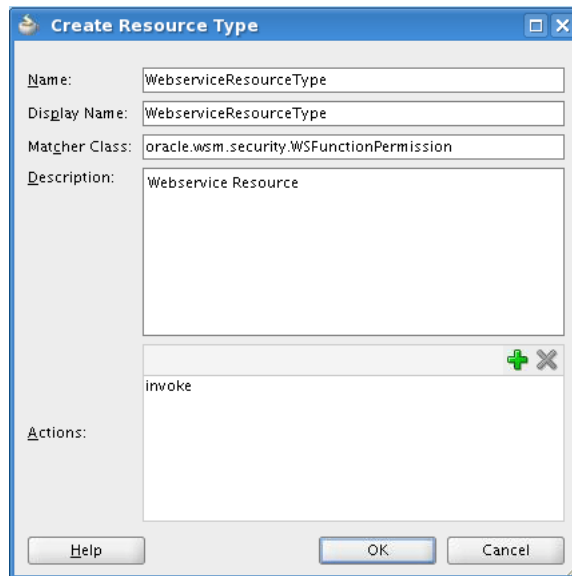 Create Resource Type
Name: WebserviceResourceType
Display Name: WebserviceResourceType
Matcher Class: oracle.wsm.security.WSFunctionPermission
Description: Webservice Resource
invoke
Actions:
Help OK Cancel